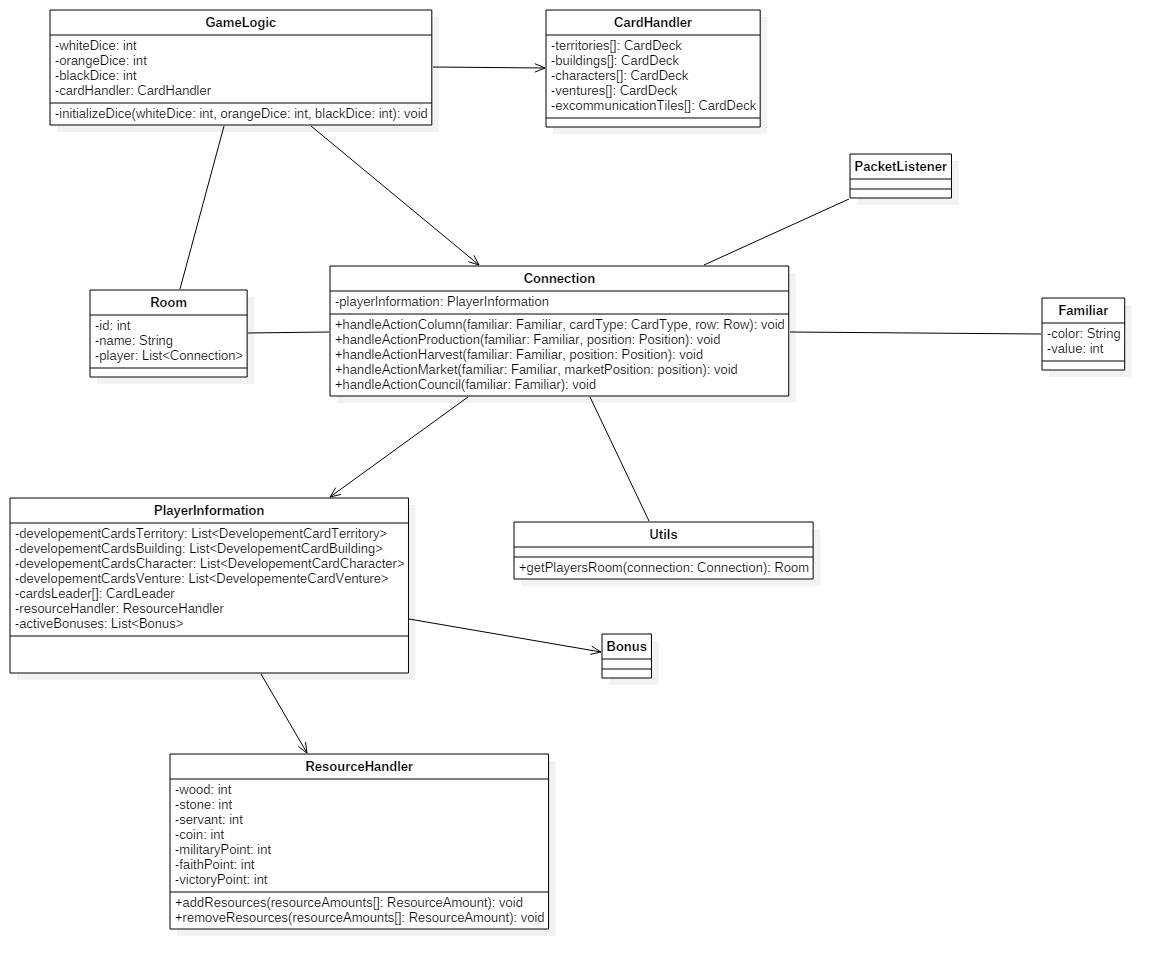 GameLogic
-whiteDice: int
-orangeDice: int
-blackDice: int
-cardHandler: CardHandler
-initializeDice(whiteDice: int, orangeDice: int, blackDice: int): void
CardHandler
-territories[]: CardDeck
-buildings[]: CardDeck
-characters[]: CardDeck
-ventures[]: CardDeck
-excommunicationTiles[]: CardDeck
PacketListener
Connection
-playerInformation: PlayerInformation
+handleActionColumn(familiar: Familiar, cardType: CardType, row: Row): void
+handleActionProduction(familiar: Familiar, position: Position): void
+handleActionHarvest(familiar: Familiar, position: Position): void
+handleActionMarket(familiar: Familiar, marketPosition: position): void
+handleActionCouncil(familiar: Familiar): void
Room
-id: int
-name: String
-player: List<Connection>
Familiar
-color: String
-value: int
PlayerInformation
-developementCardsTerritory: List<DevelopementCardTerritory>
-developementCardsBuilding: List<DevelopementCardBuilding>
-developementCardsCharacter: List<DevelopementCardCharacter>
-developementCardsVenture: List<DevelopementeCardVenture>
-cardsLeader[]: CardLeader
-resourceHandler: ResourceHandler
-activeBonuses: List<Bonus>
Utils
+getPlayersRoom(connection: Connection): Room
Bonus
ResourceHandler
-wood: int
-stone: int
-servant: int
-coin: int
-militaryPoint: int
-faithPoint: int
-victoryPoint: int
+addResources(resourceAmounts[]: ResourceAmount): void
+removeResources(resourceAmounts[]: ResourceAmount): void